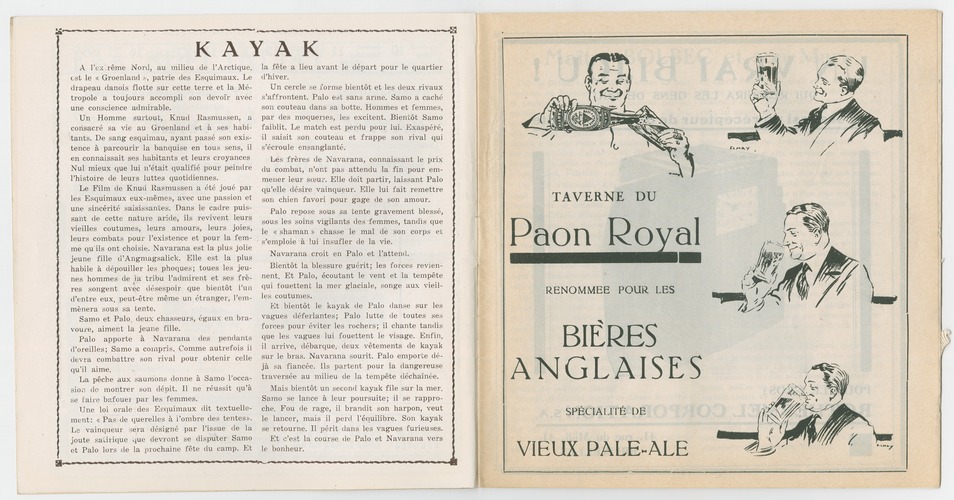 KAYAK
A l'extrême Nord, au milieu de l'Arctique,
est le « Groenland », patrie des Esquimaux. Le
drapeau danois flotte sur cette terre et la Mé-
tropole a toujours accompli son devoir avec
une conscience admirable.
Un Homme surtout, Knud Rasmussen, a
consacré sa vie au Groenland et à ses habi-
tants. De sang esquimau, ayant passé son exis-
tence à parcourir la banquise en tous sens, il
en connaissait ses habitants et leurs croyances
Nul mieux que lui n'était qualifié pour peindre
l'histoire de leurs luttes quotidiennes.
Le Film de Knud Rasmussen a été joué par
les Esquimaux eux-mêmes, avec une passion et
une sincérité saisissantes. Dans le cadre puis-
sant de cette nature aride, ils revivent leurs
vieilles coutumes, leurs amours, leurs joies,
leurs combats pour l'existence et pour la fem-
me qu'ils ont choisie. Navarana est la plus jolie
jeune fille d'Angmagsalick. Elle est la plus
habile à dépouiller les phoques; toues les jeu-
nes hommes de la tribu l'admirent et ses frè-
res songent avec désespoir que bientôt l'un
d'entre eux, peut-être même un étranger, l'em-
mènera sous sa tente.
Samo et Palo, deux chasseurs, égaux en bra-
voure, aiment la jeune fille.
Palo apporte à Navarana des pendants
d'oreilles; Samo a compris. Comme autrefois il
devra combattre son rival pour obtenir celle
qu'il aime.
La pêche aux saumons donne à Samo l'occa-
sion de montrer son dépit. Il ne réussit qu'à
se faire bafouer par les femmes.
Une loi orale des Esquimaux dit textuelle-
ment: « Pas de querelles à l'ombre des tentes».
Le vainqueur sera désigné par l'issue de la
joute satirique que devront se disputer Samo
et Palo lors de la prochaine fête du camp. Et
la fête a lieu avant le départ pour le quartier
d'hiver.
Un cercle se forme bientôt et les deux rivaux
s'affrontent. Palo est sans arme. Samo a caché
son couteau dans sa botte. Hommes et femmes,
par des moqueries, les excitent. Bientôt Samo
faiblit. Le match est perdu pour lui. Exaspéré,
il saisit son couteau et frappe son rival qui
s'écroule ensanglanté.
Les frères de Navarana, connaissant le prix
du combat, n'ont pas attendu la fin pour em-
mener leur sœur. Elle doit partir, laissant Palo
qu'elle désire vainqueur. Elle lui fait remettre
son chien favori pour gage de son amour.
Palo repose sous sa tente gravement blessé,
sous les soins vigilants des femmes, tandis que
le « shaman » chasse le mal de son corps et
s'emploie à lui insufler de la vie.
Navarana croit en Palo et l'attend.
Bientôt la blessure guérit; les forces revien-
nent. Et Palo, écoutant le vent et la tempête
qui fouettent la mer glaciale, songe aux vieil-
les coutumes.
Et bientôt le kayak de Palo danse sur les
vagues déferlantes; Palo lutte de toutes ses
forces pour éviter les rochers; il chante tandis
que les vagues lui fouettent le visage. Enfin,
il arrive, débarque, deux vêtements de kayak
sur le bras. Navarana sourit. Palo emporte dé-
jà sa fiancée. Ils partent pour la dangereuse
traversée au milieu de la tempête déchaînée.
Mais bientôt un second kayak file sur la mer.
Samo se lance à leur poursuite; il se rappro-
che. Fou de rage, il brandit son harpon, veut
le lancer, mais il perd l'équilibre. Son kayak
se retourne. Il périt dans les vagues furieuses.
Et c'est la course de Palo et Navarana vers
le bonheur.
TAVERNE DU
Paon Royal
RENOMMEE POUR LES
BIÈRES
ANGLAISES
SPÉCIALITÉ DE
VIEUX PALE-ALE